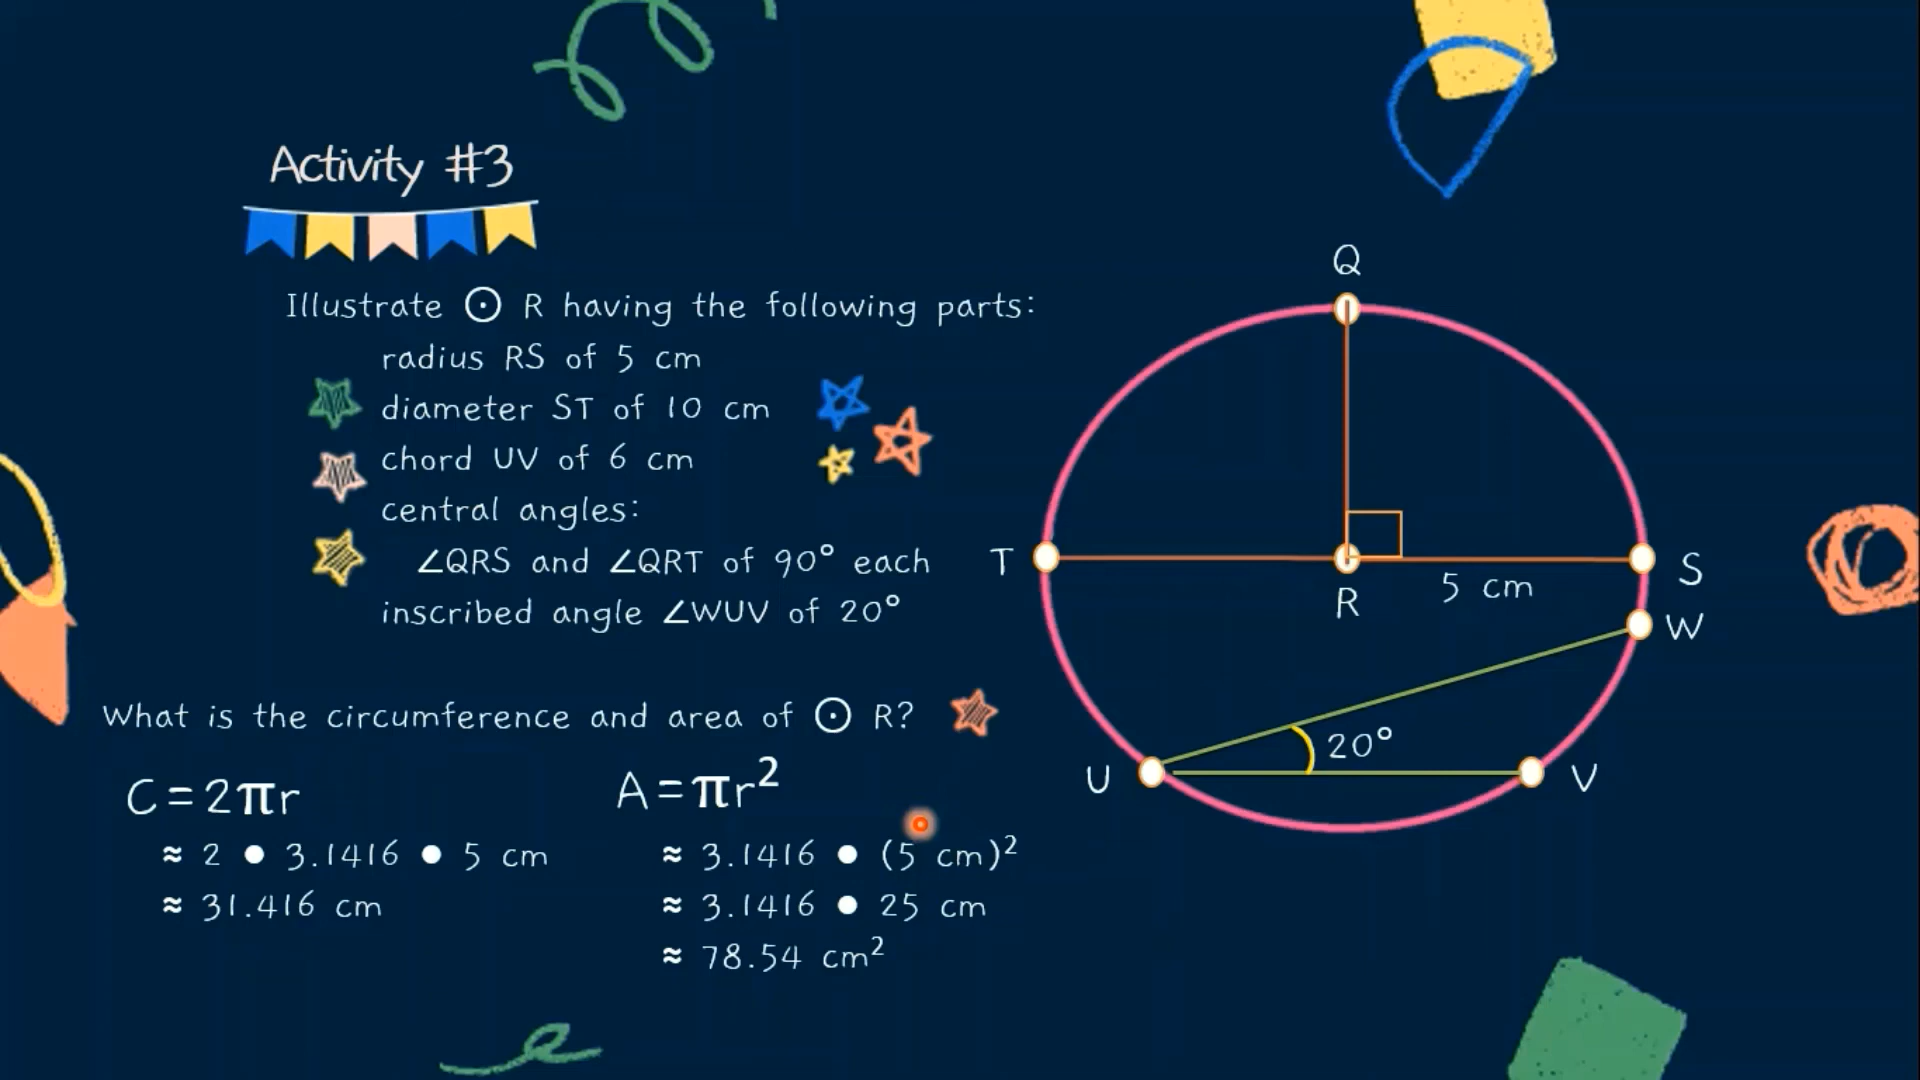 Activity #3
Illustrate ⊙ R having the following parts:
radius RS of 5 cm
diameter ST of 10 cm
chord UV of 6 cm
central angles:
∠QRS and ∠QRT of 90° each
inscribed angle ∠WUV of 20°
What is the circumference and area of ⊙ R?
C = 2πr
≈ 2 • 3.1416 • 5 cm
≈ 31.416 cm
A = πr²
≈ 3.1416 • (5 cm)²
≈ 3.1416 • 25 cm
≈ 78.54 cm²
Q
T
R
5 cm
S
W
20°
U
V